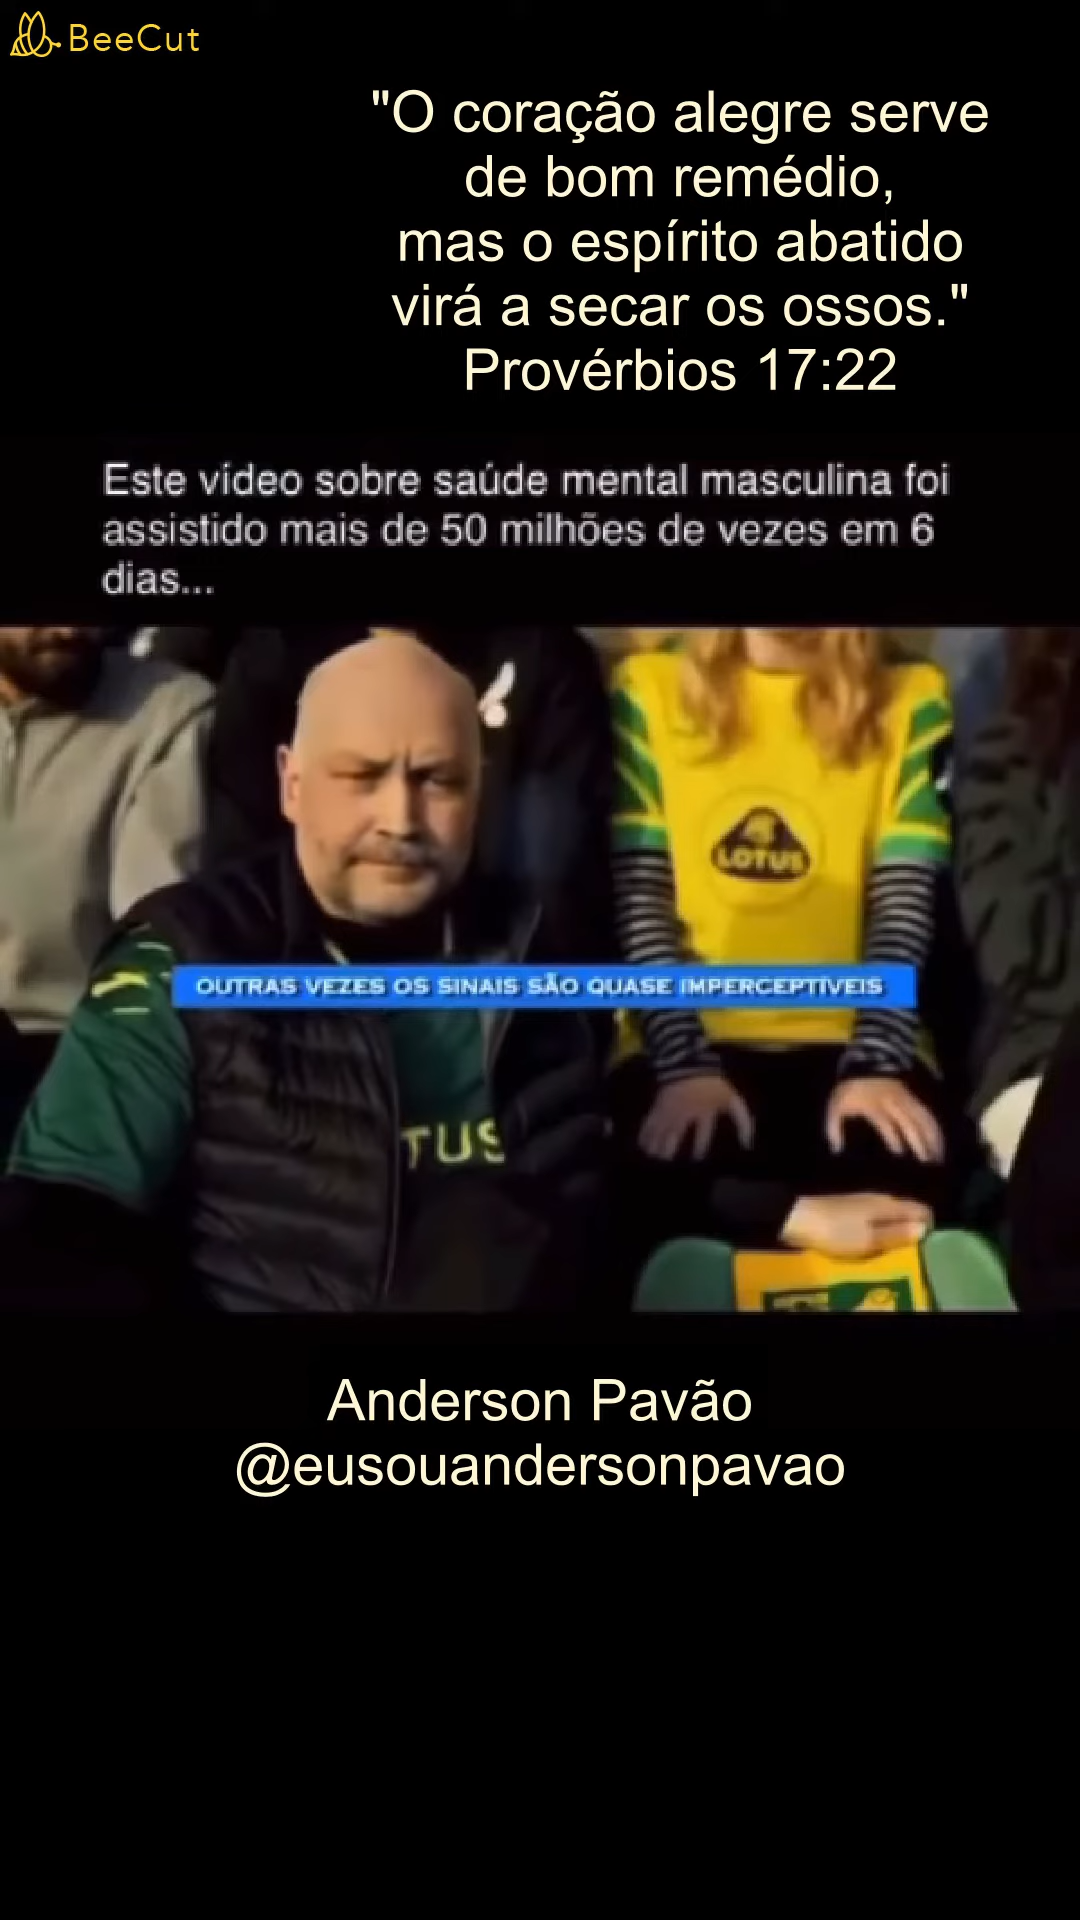 BeeCut
"O coração alegre serve
de bom remédio,
mas o espírito abatido
virá a secar os ossos."
Provérbios 17:22
Este vídeo sobre saúde mental masculina foi
assistido mais de 50 milhões de vezes em 6
dias...
LOTUS
OUTRAS VEZES OS SINAIS SÃO QUASE IMPERCEPTÍVEIS
TUS
Anderson Pavão
@eusouandersonpavao